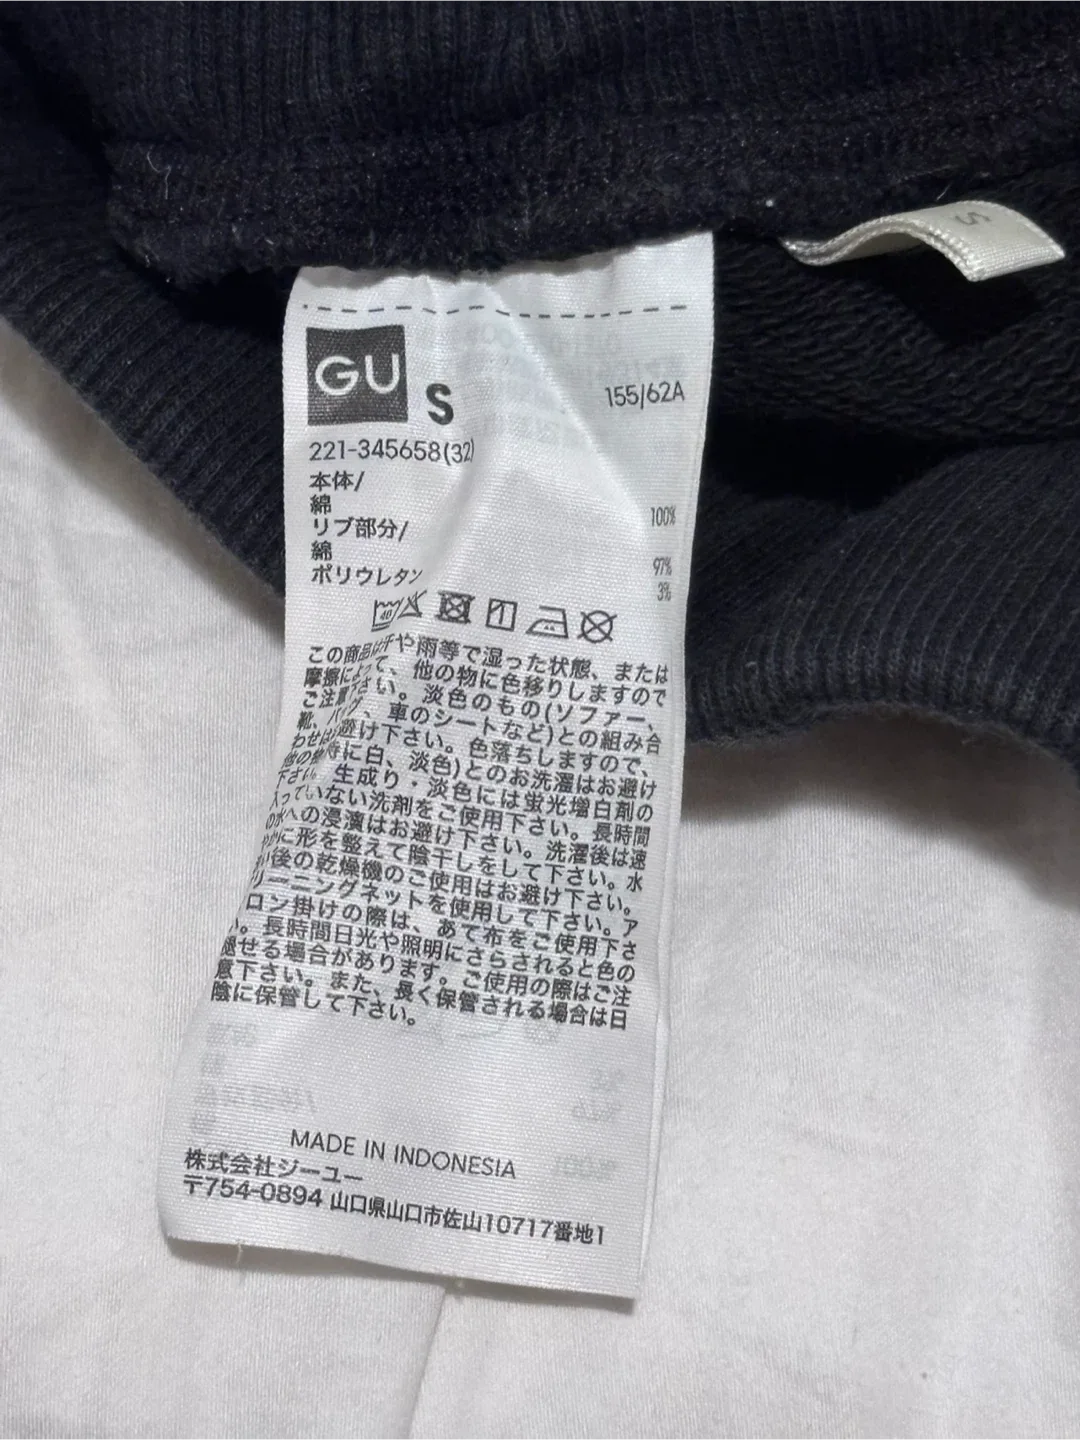 S
GU
S
155/62A
221-345658(32)
本体/
綿 100%
リブ部分/
綿 97%
ポリウレタン 3%
40
この商品は汗や雨等で湿った状態、または
摩擦によって、他の物に色移りしますので
ご注意下さい。淡色のもの(ソファー、
靴、バッグ、車のシートなど)との組み合
わせはお避け下さい。色落ちしますので、
他の物(特に白、淡色)とのお洗濯はお避け
下さい。生成り・淡色には蛍光増白剤の
入っていない洗剤をご使用下さい。長時間
の水への浸漬はお避け下さい。洗濯後は速
やかに形を整えて陰干しをして下さい。水
洗い後の乾燥機のご使用はお避け下さい。
クリーニングネットを使用して下さい。ア
イロン掛けの際は、あて布をご使用下さ
い。長時間日光や照明にさらされると色の
褪せる場合があります。ご使用の際はご注
意下さい。また、長く保管される場合は日
陰に保管して下さい。
MADE IN INDONESIA
株式会社ジーユー
〒754-0894 山口県山口市佐山10717番地1